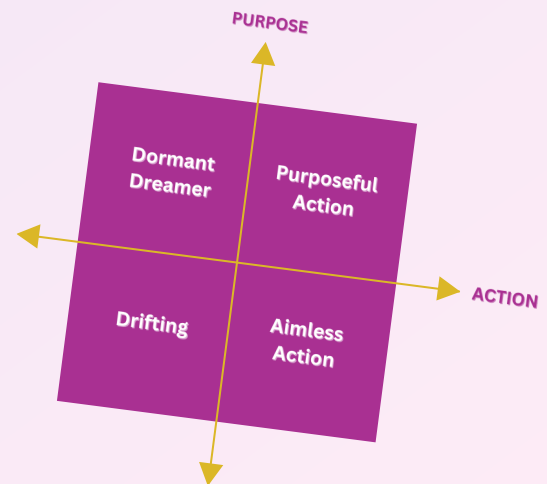 PURPOSE
Dormant
Dreamer
Purposeful
Action
ACTION
Drifting
Aimless
Action